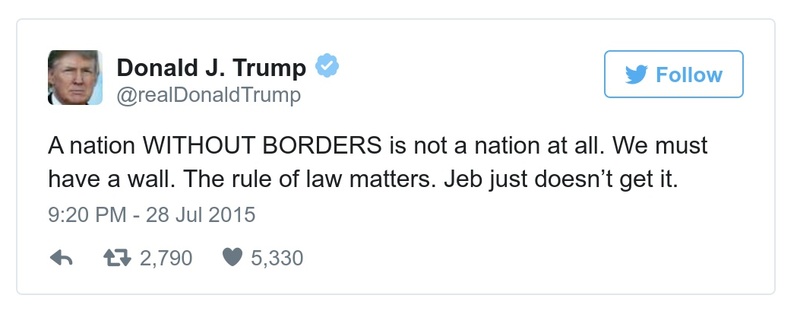 Donald J. Trump
@realDonaldTrump
Follow
A nation WITHOUT BORDERS is not a nation at all. We must
have a wall. The rule of law matters. Jeb just doesn’t get it.
9:20 PM - 28 Jul 2015
2,790 5,330